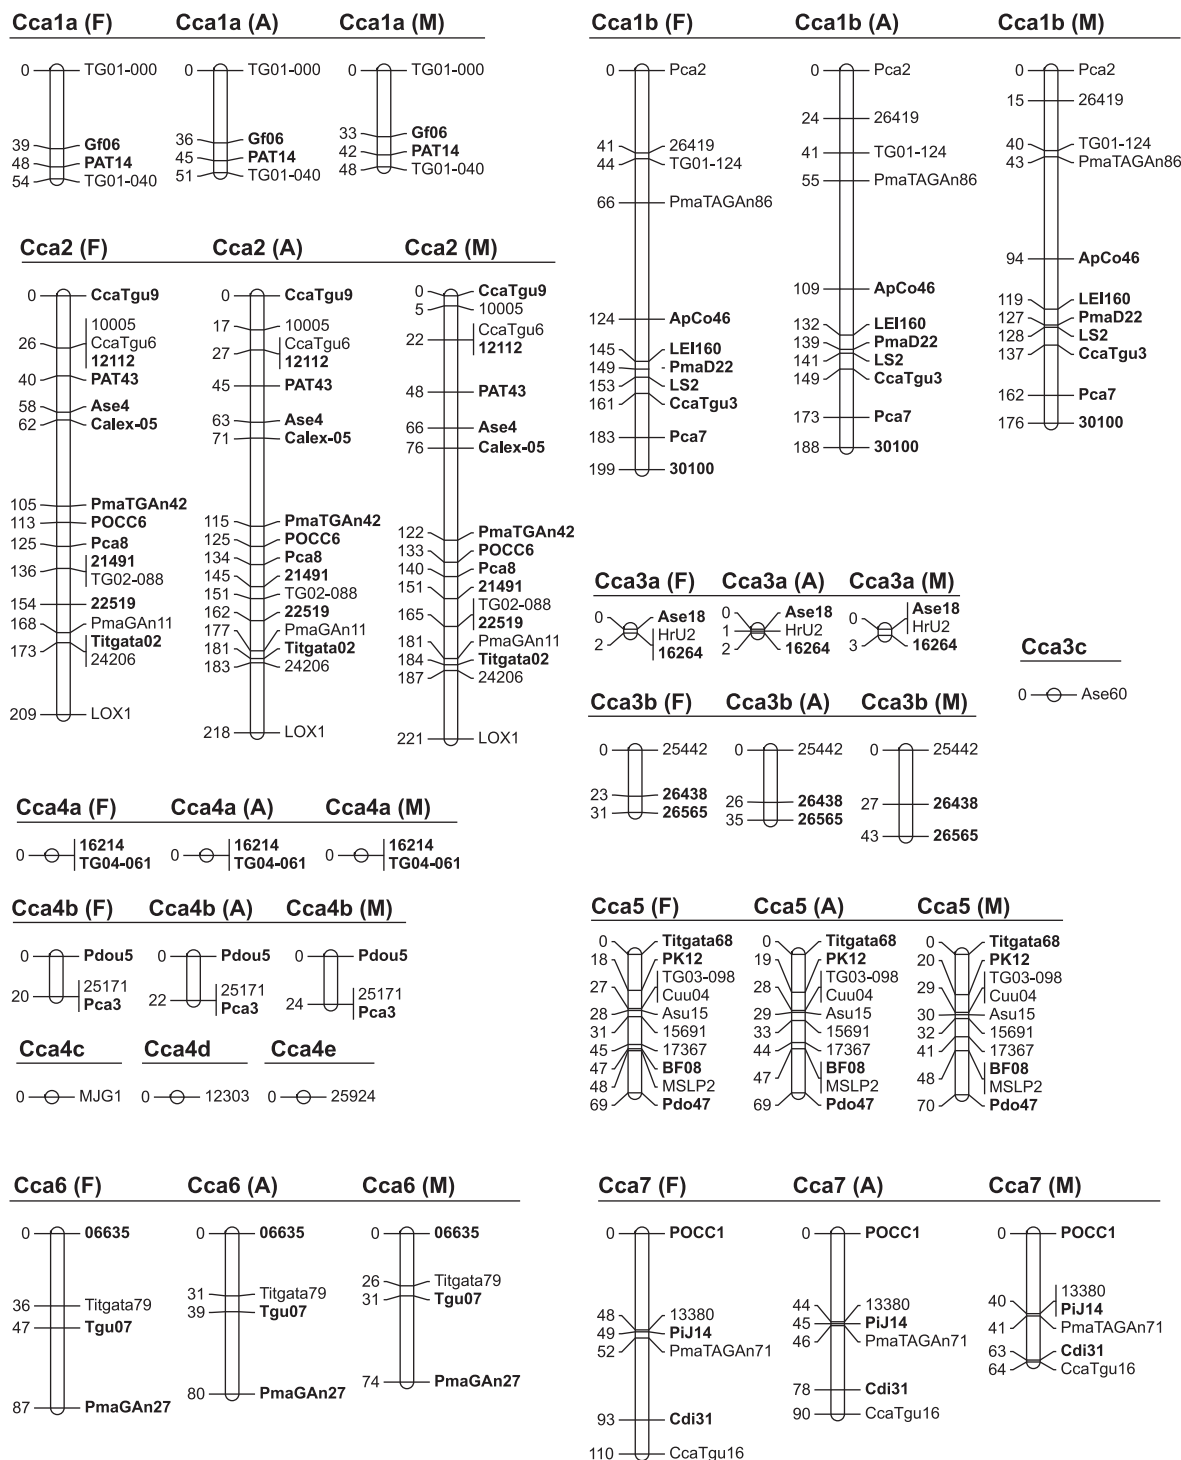 Cca1a (F) Cca1a (A) Cca1a (M)
0 TG01-000
39 Gf06
48 PAT14
54 TG01-040
0 TG01-000
36 Gf06
45 PAT14
51 TG01-040
0 TG01-000
33 Gf06
42 PAT14
48 TG01-040
Cca1b (F) Cca1b (A) Cca1b (M)
0 Pca2
41 26419
44 TG01-124
66 PmaTAGAn86
124 ApCo46
145 LEI160
149 PmaD22
153 LS2
161 CcaTgu3
183 Pca7
199 30100
0 Pca2
24 26419
41 TG01-124
55 PmaTAGAn86
109 ApCo46
132 LEI160
139 PmaD22
141 LS2
149 CcaTgu3
173 Pca7
188 30100
0 Pca2
15 26419
40 TG01-124
43 PmaTAGAn86
94 ApCo46
119 LEI160
127 PmaD22
128 LS2
137 CcaTgu3
162 Pca7
176 30100
Cca2 (F) Cca2 (A) Cca2 (M)
0 CcaTgu9
10005
26 CcaTgu6
12112
40 PAT43
58 Ase4
62 Calex-05
105 PmaTGAn42
113 POCC6
125 Pca8
136 21491
TG02-088
154 22519
168 PmaGAn11
173 Titgata02
24206
209 LOX1
0 CcaTgu9
17 10005
27 CcaTgu6
12112
45 PAT43
63 Ase4
71 Calex-05
115 PmaTGAn42
125 POCC6
134 Pca8
145 21491
151 TG02-088
162 22519
177 PmaGAn11
181 Titgata02
183 24206
218 LOX1
0 CcaTgu9
5 10005
22 CcaTgu6
12112
48 PAT43
66 Ase4
76 Calex-05
122 PmaTGAn42
133 POCC6
140 Pca8
151 21491
165 TG02-088
22519
181 PmaGAn11
184 Titgata02
187 24206
221 LOX1
Cca3a (F) Cca3a (A) Cca3a (M)
0 Ase18
HrU2
2 16264
0 Ase18
1 HrU2
2 16264
0 Ase18
HrU2
3 16264
Cca3c
0 Ase60
Cca3b (F) Cca3b (A) Cca3b (M)
0 25442
23 26438
31 26565
0 25442
26 26438
35 26565
0 25442
27 26438
43 26565
Cca4a (F) Cca4a (A) Cca4a (M)
0 16214
TG04-061
0 16214
TG04-061
0 16214
TG04-061
Cca4b (F) Cca4b (A) Cca4b (M)
0 Pdou5
20 25171
Pca3
0 Pdou5
22 25171
Pca3
0 Pdou5
24 25171
Pca3
Cca4c Cca4d Cca4e
0 MJG1 0 12303 0 25924
Cca5 (F) Cca5 (A) Cca5 (M)
0 Titgata68
18 PK12
27 TG03-098
Cuu04
28 Asu15
31 15691
45 17367
47 BF08
48 MSLP2
69 Pdo47
0 Titgata68
19 PK12
28 TG03-098
Cuu04
29 Asu15
33 15691
44 17367
47 BF08
MSLP2
69 Pdo47
0 Titgata68
20 PK12
29 TG03-098
Cuu04
30 Asu15
32 15691
41 17367
48 BF08
MSLP2
70 Pdo47
Cca6 (F) Cca6 (A) Cca6 (M)
0 06635
36 Titgata79
47 Tgu07
87 PmaGAn27
0 06635
31 Titgata79
39 Tgu07
80 PmaGAn27
0 06635
26 Titgata79
31 Tgu07
74 PmaGAn27
Cca7 (F) Cca7 (A) Cca7 (M)
0 POCC1
48 13380
49 PiJ14
52 PmaTAGAn71
93 Cdi31
110 CcaTgu16
0 POCC1
44 13380
45 PiJ14
46 PmaTAGAn71
78 Cdi31
90 CcaTgu16
0 POCC1
40 13380
PiJ14
41 PmaTAGAn71
63 Cdi31
64 CcaTgu16